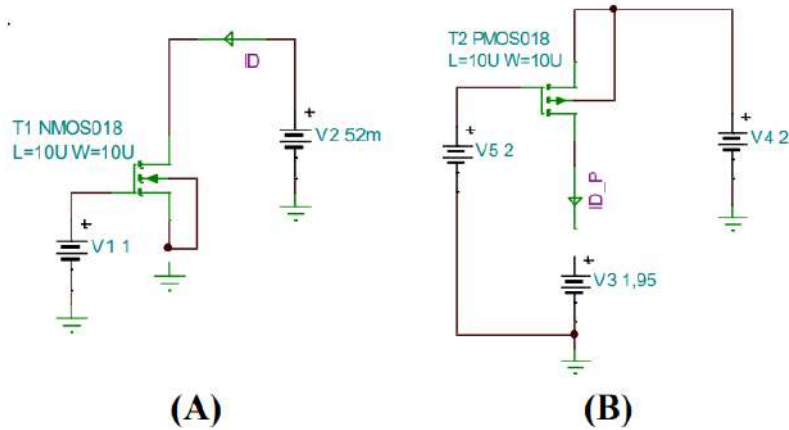 T1 NMOS018
L=10U W=10U
ID
+
V2 52m
+
V1 1
T2 PMOS018
L=10U W=10U
+
V5 2
+
V4 2
ID_P
+
V3 1,95
(A)
(B)